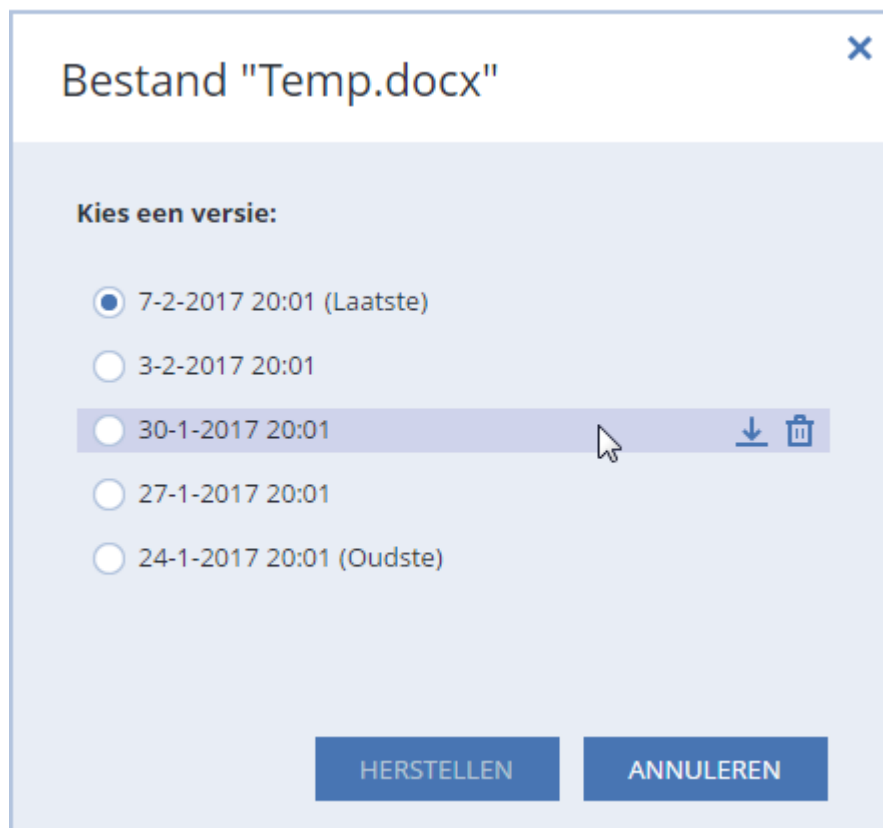 Bestand "Temp.docx"
Kies een versie:
7-2-2017 20:01 (Laatste)
3-2-2017 20:01
30-1-2017 20:01
27-1-2017 20:01
24-1-2017 20:01 (Oudste)
HERSTELLEN ANNULEREN